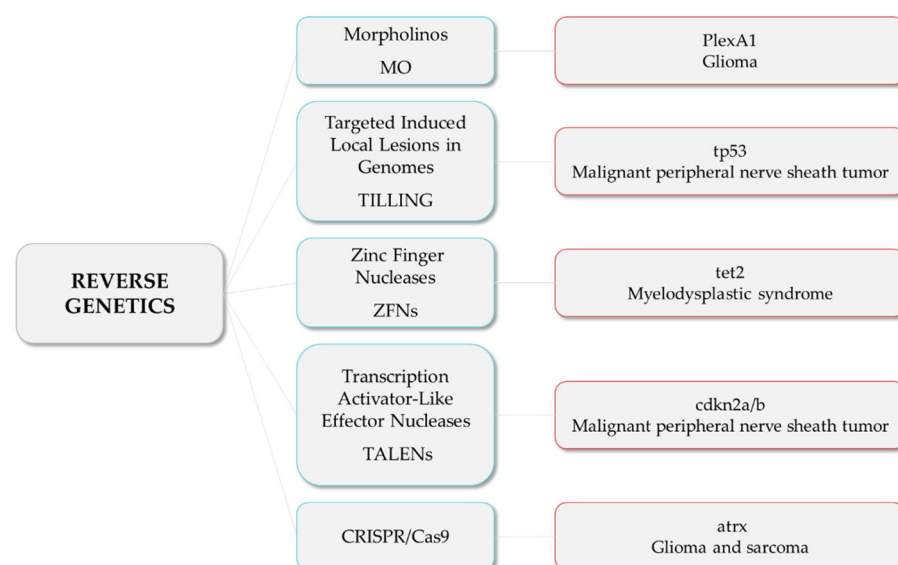 REVERSE
GENETICS
Morpholinos
MO
PlexA1
Glioma
Targeted Induced
Local Lesions in
Genomes
TILLING
tp53
Malignant peripheral nerve sheath tumor
Zinc Finger
Nucleases
ZFNs
tet2
Myelodysplastic syndrome
Transcription
Activator-Like
Effector Nucleases
TALENs
cdkn2a/b
Malignant peripheral nerve sheath tumor
CRISPR/Cas9
atrx
Glioma and sarcoma